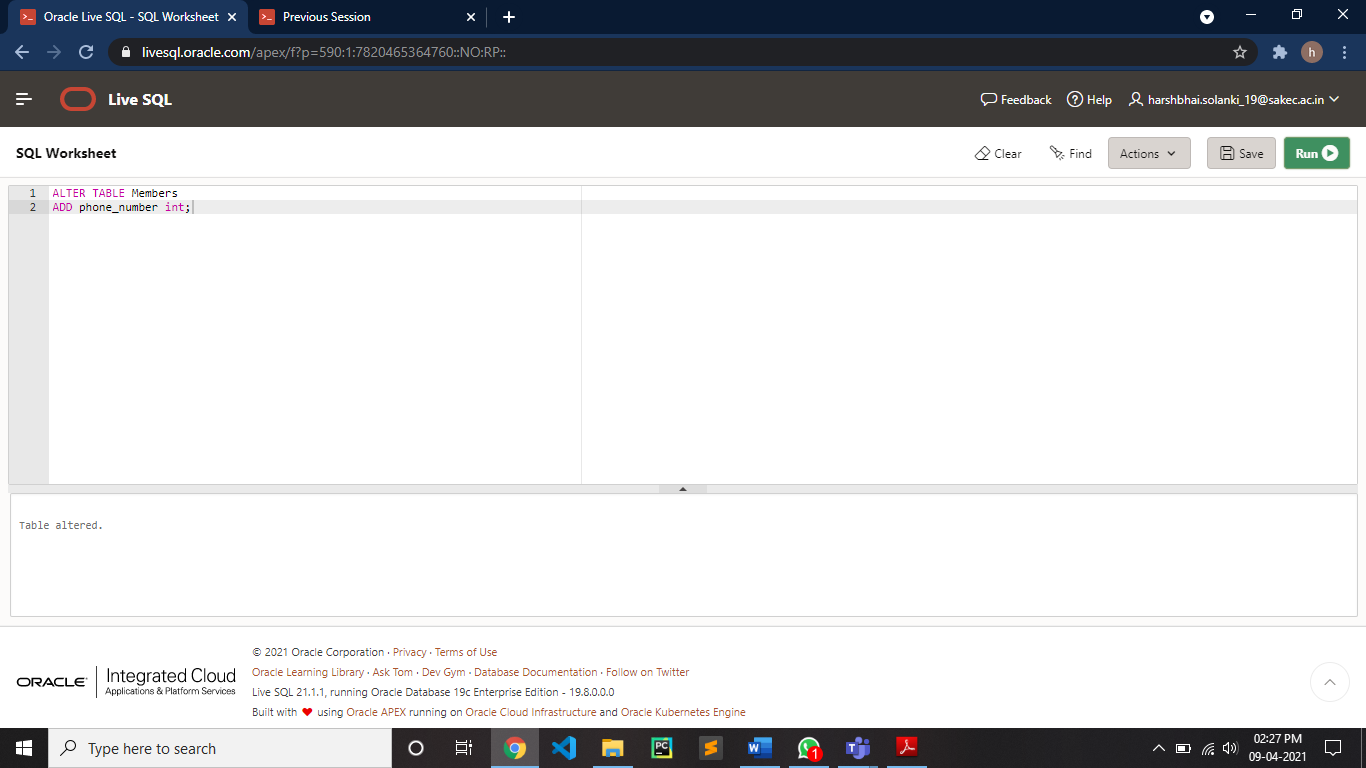 Oracle Live SQL - SQL Worksheet
Previous Session
livesql.oracle.com/apex/f?p=590:1:7820465364760::NO:RP::
h
Live SQL
Feedback
Help
harshbhai.solanki_19@sakec.ac.in
SQL Worksheet
Clear
Find
Actions
Save
Run
1 ALTER TABLE Members
2 ADD phone_number int;
Table altered.
ORACLE
Integrated Cloud
Applications & Platform Services
© 2021 Oracle Corporation · Privacy · Terms of Use
Oracle Learning Library · Ask Tom · Dev Gym · Database Documentation · Follow on Twitter
Live SQL 21.1.1, running Oracle Database 19c Enterprise Edition - 19.8.0.0.0
Built with ♥ using Oracle APEX running on Oracle Cloud Infrastructure and Oracle Kubernetes Engine
Type here to search
PC
W
1
T
02:27 PM
09-04-2021